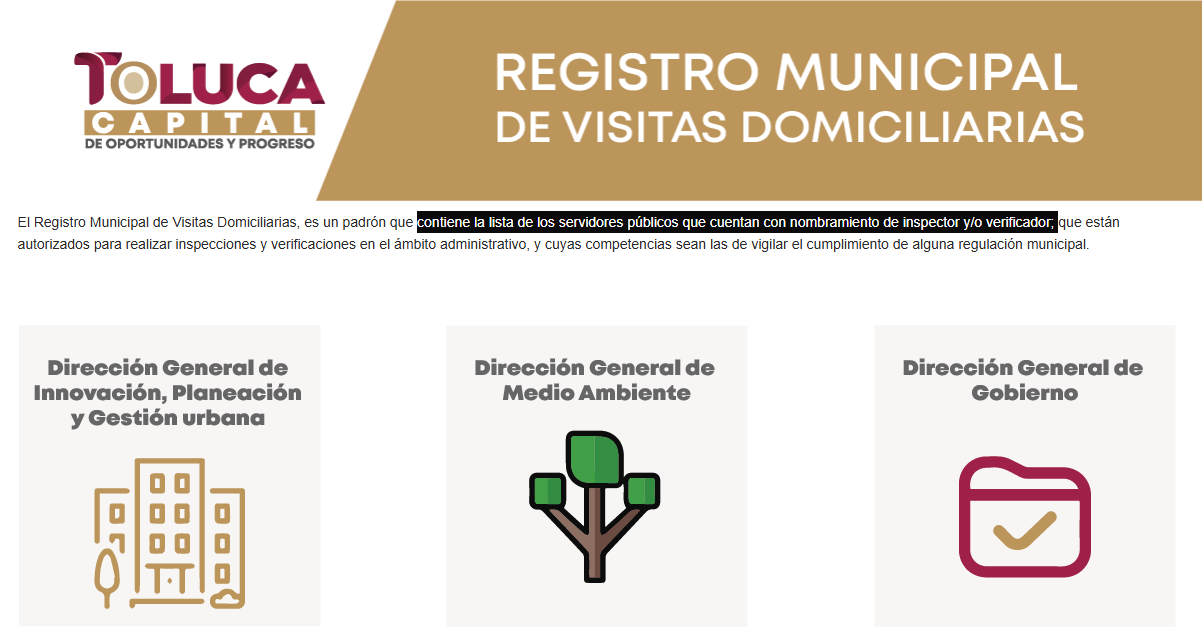 TOLUCA
CAPITAL
DE OPORTUNIDADES Y PROGRESO
REGISTRO MUNICIPAL
DE VISITAS DOMICILIARIAS
El Registro Municipal de Visitas Domiciliarias, es un padrón que contiene la lista de los servidores públicos que cuentan con nombramiento de inspector y/o verificador; que están
autorizados para realizar inspecciones y verificaciones en el ámbito administrativo, y cuyas competencias sean las de vigilar el cumplimiento de alguna regulación municipal.
Dirección General de
Innovación, Planeación
y Gestión urbana
Dirección General de
Medio Ambiente
Dirección General de
Gobierno